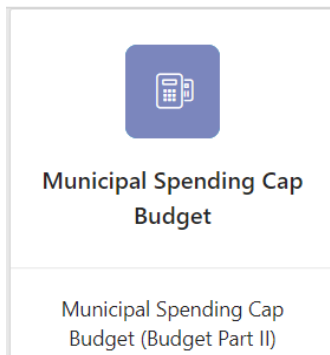 Municipal Spending Cap
Budget
Municipal Spending Cap
Budget (Budget Part II)